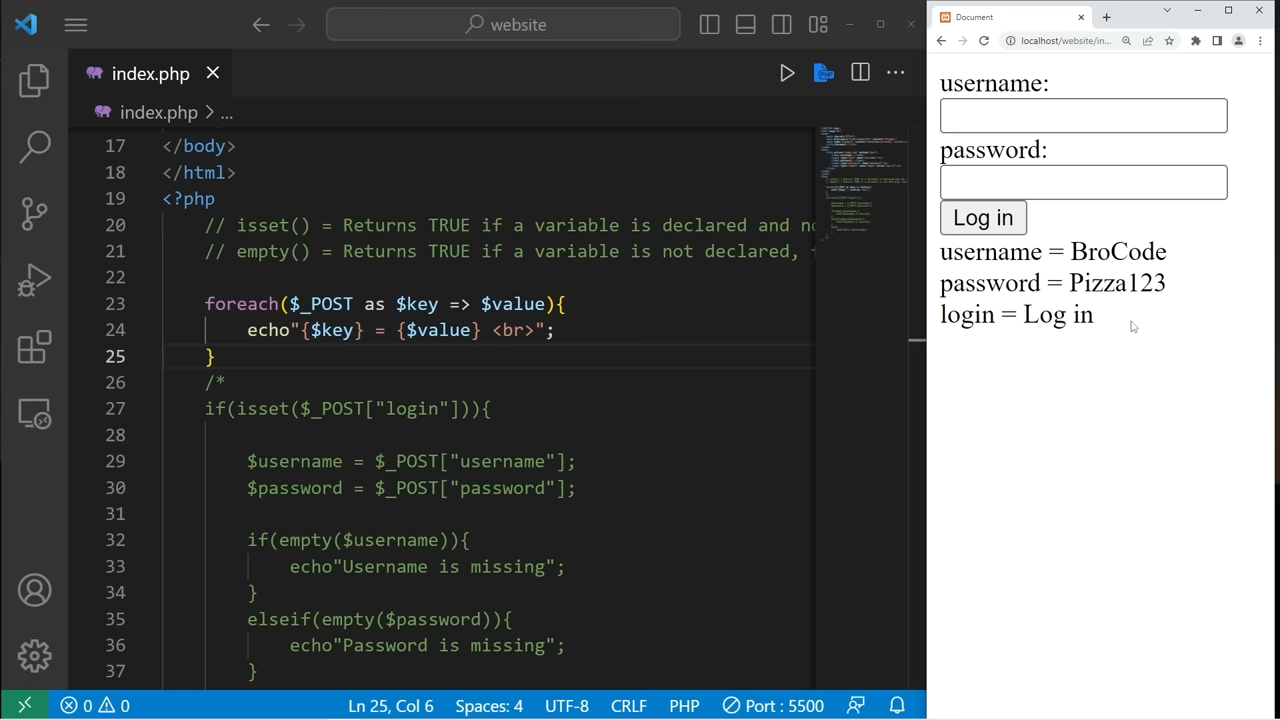 website
index.php
index.php > ...
17 </body>
18 </html>
19 <?php
20 // isset() = Returns TRUE if a variable is declared and no
21 // empty() = Returns TRUE if a variable is not declared,
22
23 foreach($_POST as $key => $value){
24 echo"{$key} = {$value} <br>";
25 }
26 /*
27 if(isset($_POST["login"])){
28
29 $username = $_POST["username"];
30 $password = $_POST["password"];
31
32 if(empty($username)){
33 echo"Username is missing";
34 }
35 elseif(empty($password)){
36 echo"Password is missing";
37 }
0 0
Ln 25, Col 6
Spaces: 4
UTF-8
CRLF
PHP
Port : 5500
Document
localhost/website/in...
username:
password:
Log in
username = BroCode
password = Pizza123
login = Log in